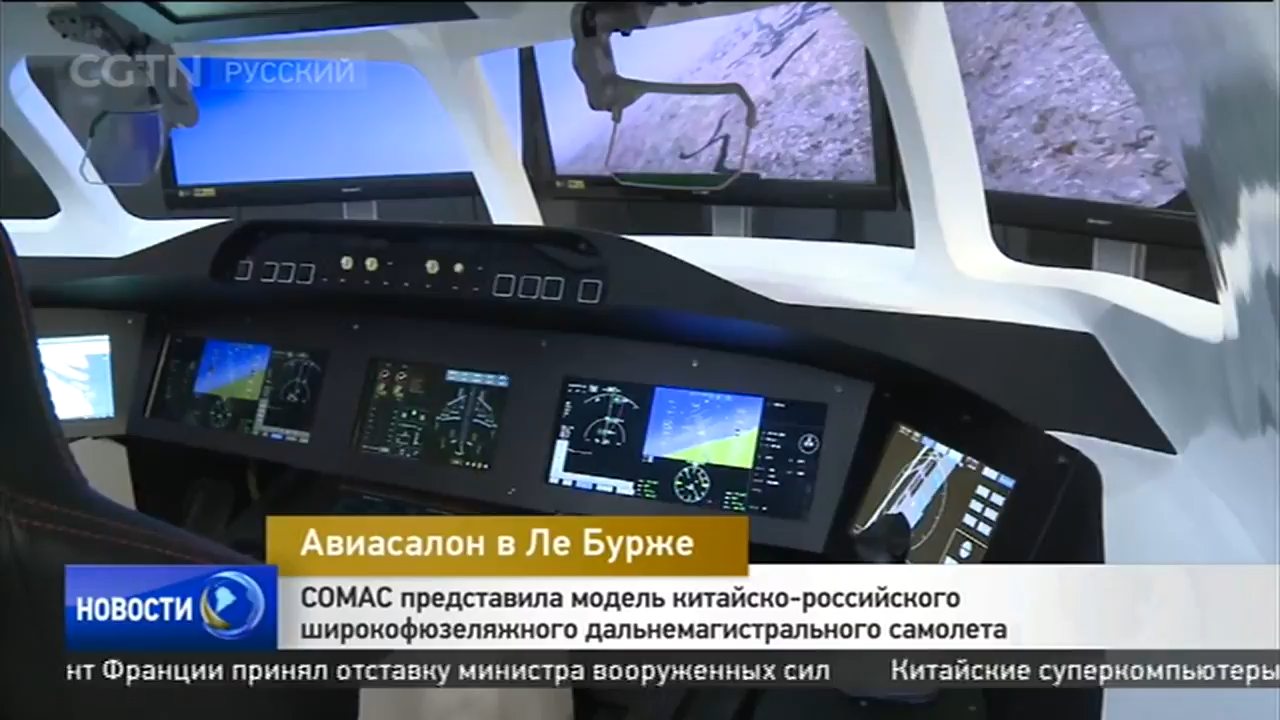 CGTN РУССКИЙ
Авиасалон в Ле Бурже
COMAC представила модель китайско-российского
широкофюзеляжного дальнемагистрального самолета
НОВОСТИ
нт Франции принял отставку министра вооруженных сил
Китайские суперкомпьютеры